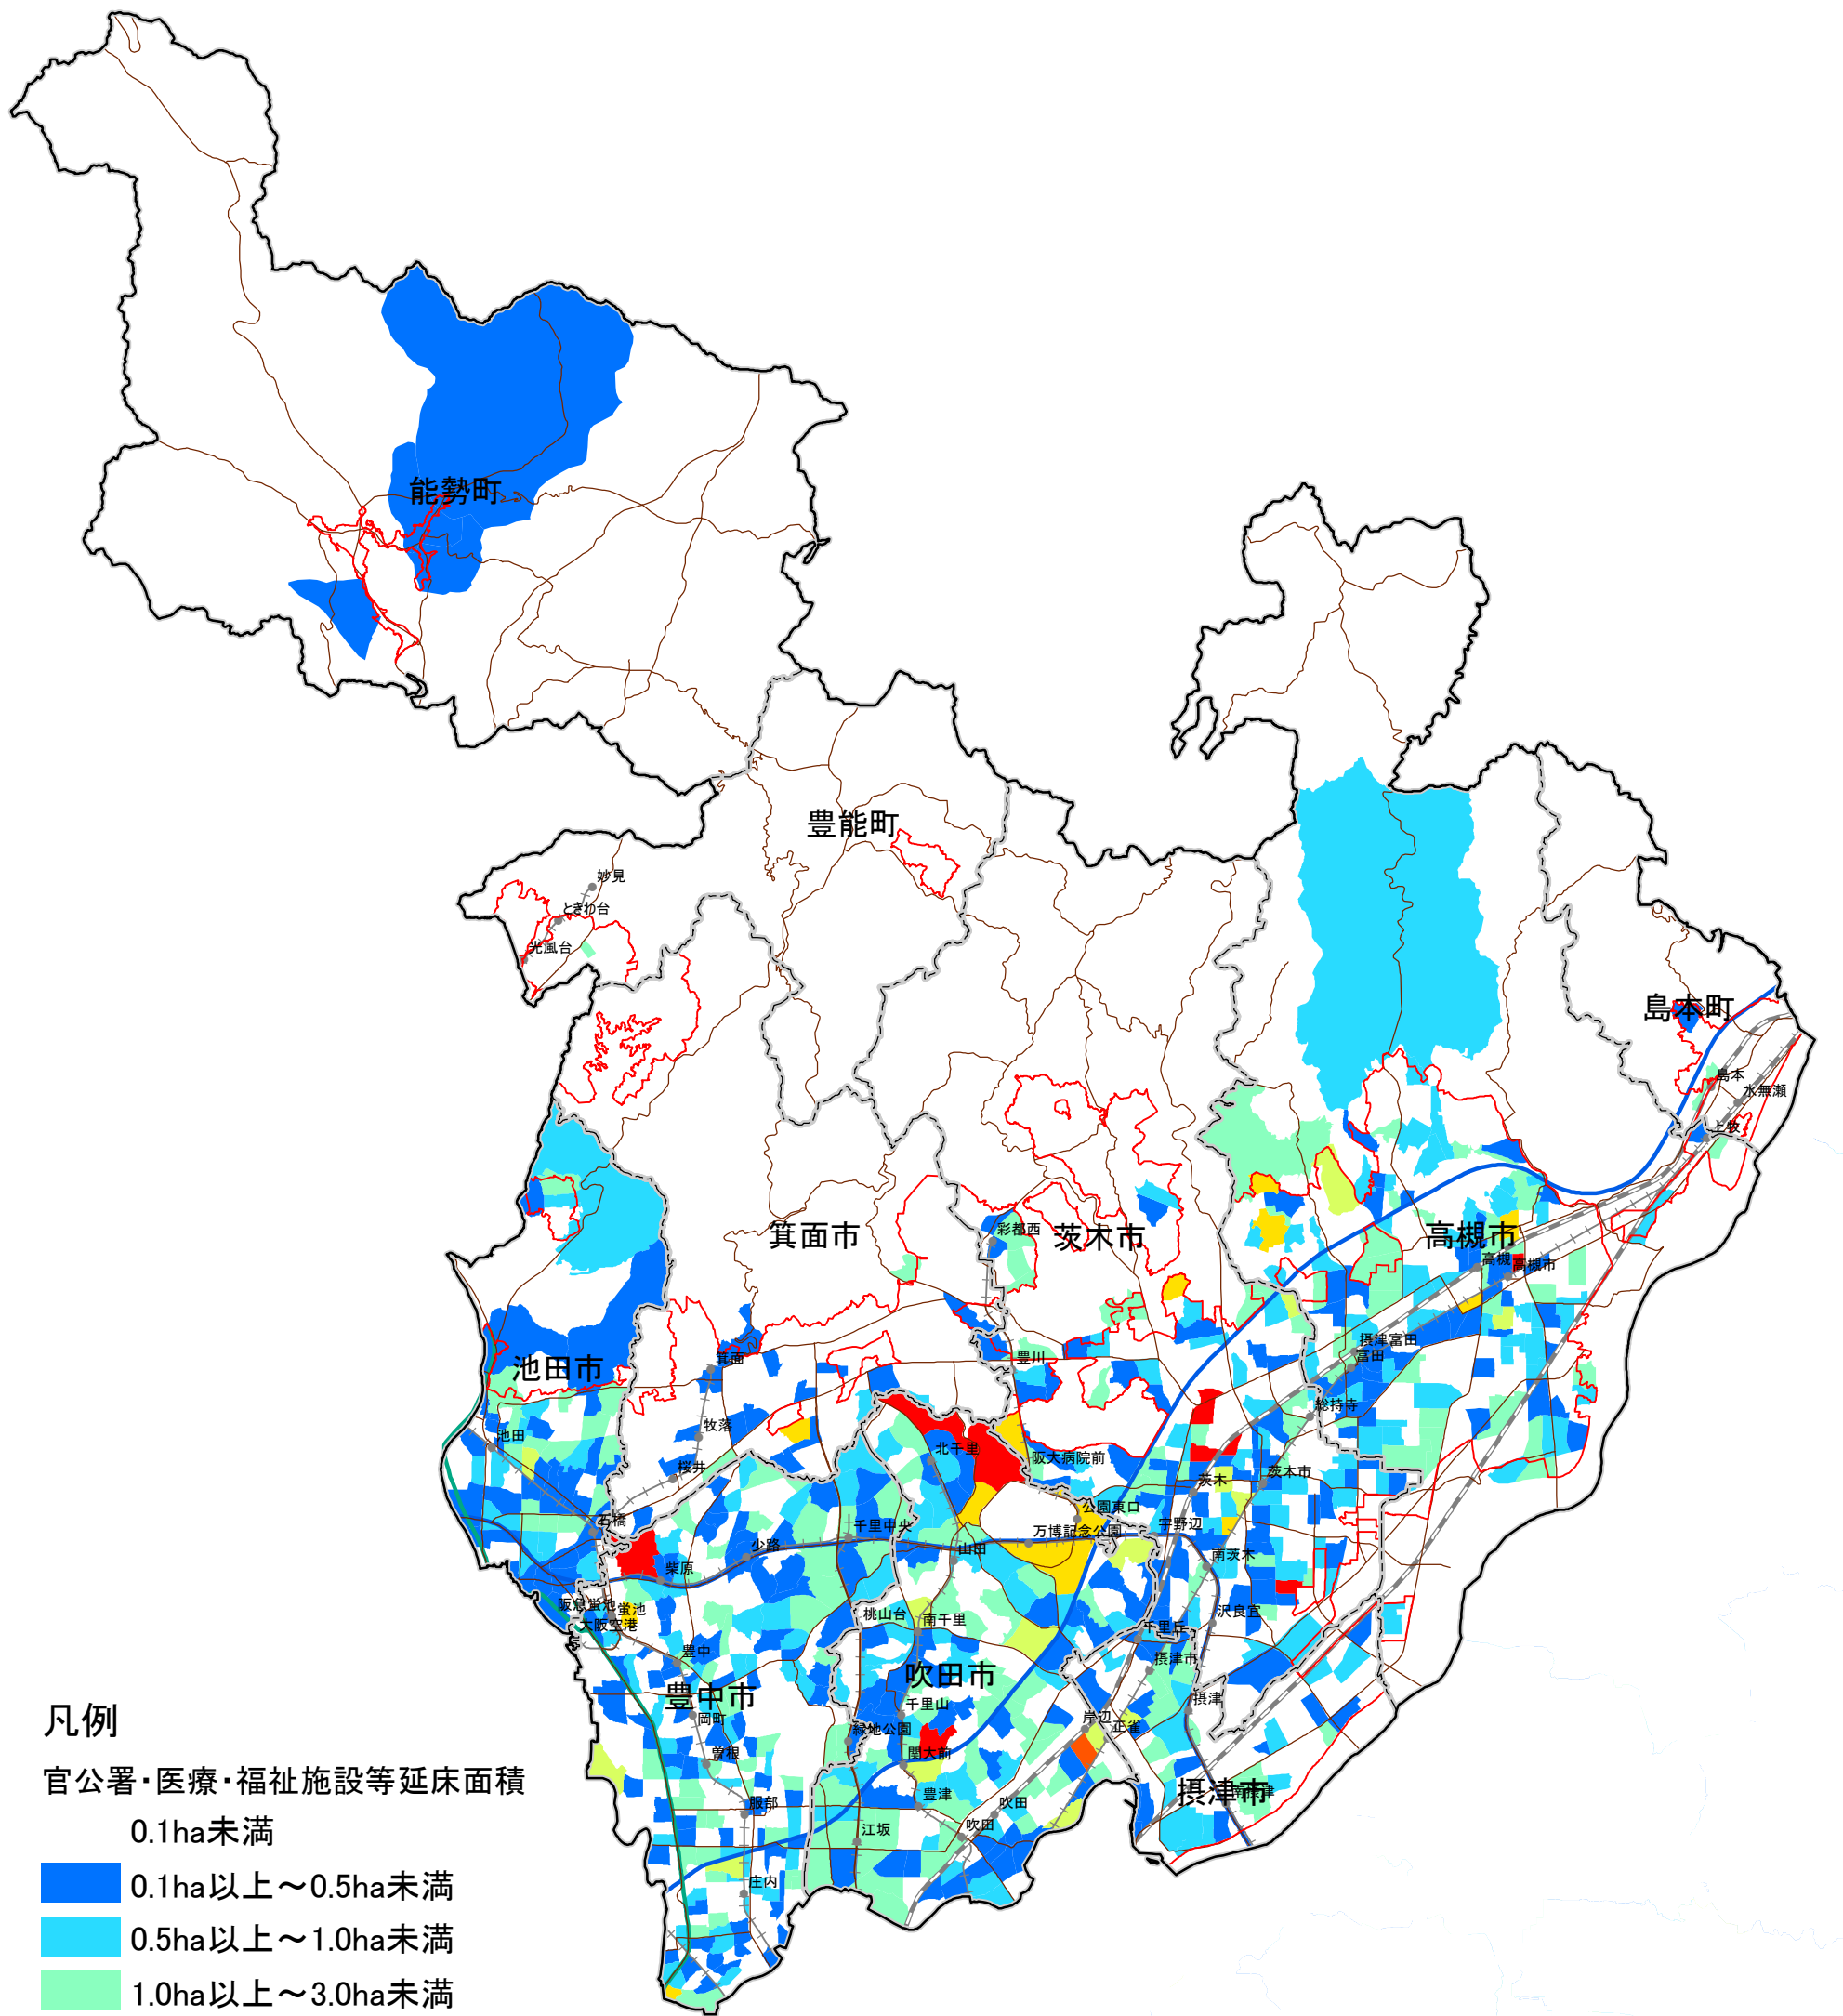 能勢町
豊能町
妙見
ときわ台
光風台
島本町
島本
水無瀬
上牧
箕面市
彩都西
茨木市
高槻市
高槻
高槻市
池田市
箕面
豊川
摂津富田
富田
総持寺
牧落
池田
北千里
阪大病院前
桜井
茨木
茨木市
公園東口
石橋
千里中央
万博記念公園
宇野辺
少路
山田
南茨木
柴原
阪急蛍池
蛍池
大阪空港
桃山台
南千里
沢良宜
千里丘
豊中
摂津市
吹田市
豊中市
千里山
摂津
岡町
緑地公園
岸辺
正雀
曽根
関大前
豊津
摂津市
南摂津
服部
吹田
江坂
吹田
庄内
凡例
官公署・医療・福祉施設等延床面積
0.1ha未満
0.1ha以上～0.5ha未満
0.5ha以上～1.0ha未満
1.0ha以上～3.0ha未満